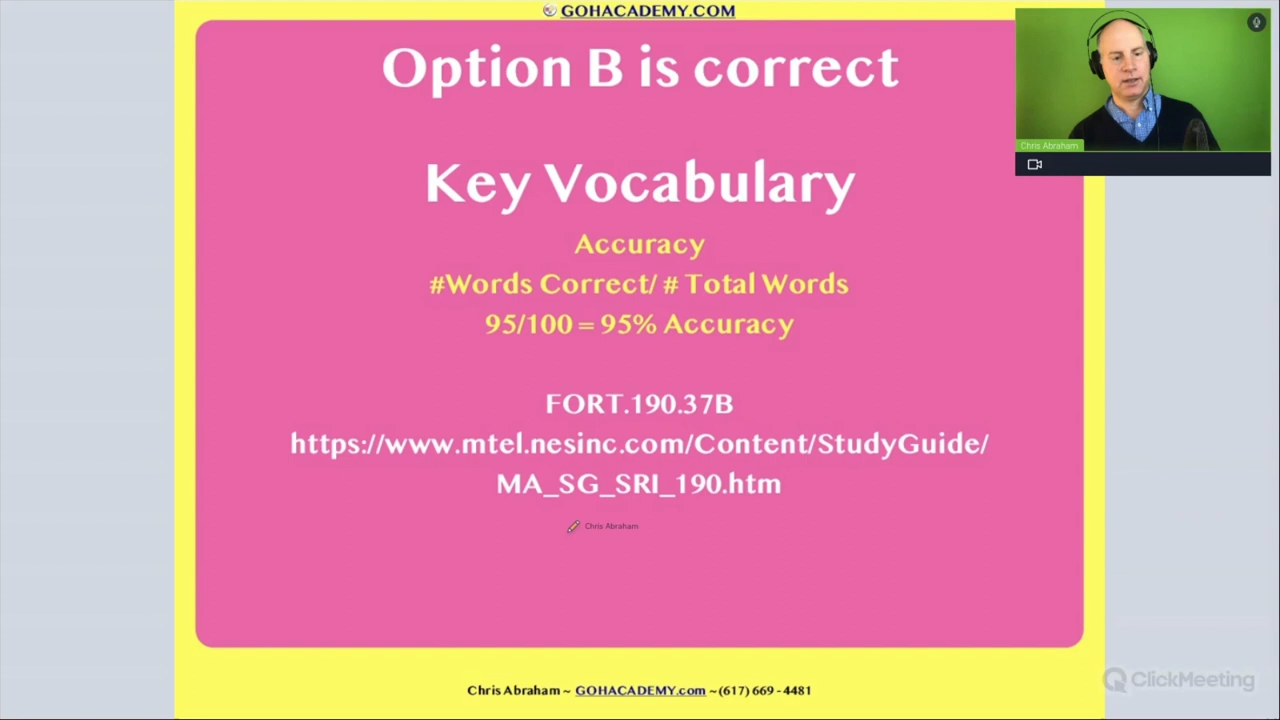 GOHACADEMY.COM
Option B is correct
Key Vocabulary
Accuracy
#Words Correct/ # Total Words
95/100 = 95% Accuracy
FORT.190.37B
https://www.mtel.nesinc.com/Content/StudyGuide/
MA_SG_SRI_190.htm
Chris Abraham
Chris Abraham ~ GOHACADEMY.com ~(617) 669 - 4481
Chris Abraham
ClickMeeting